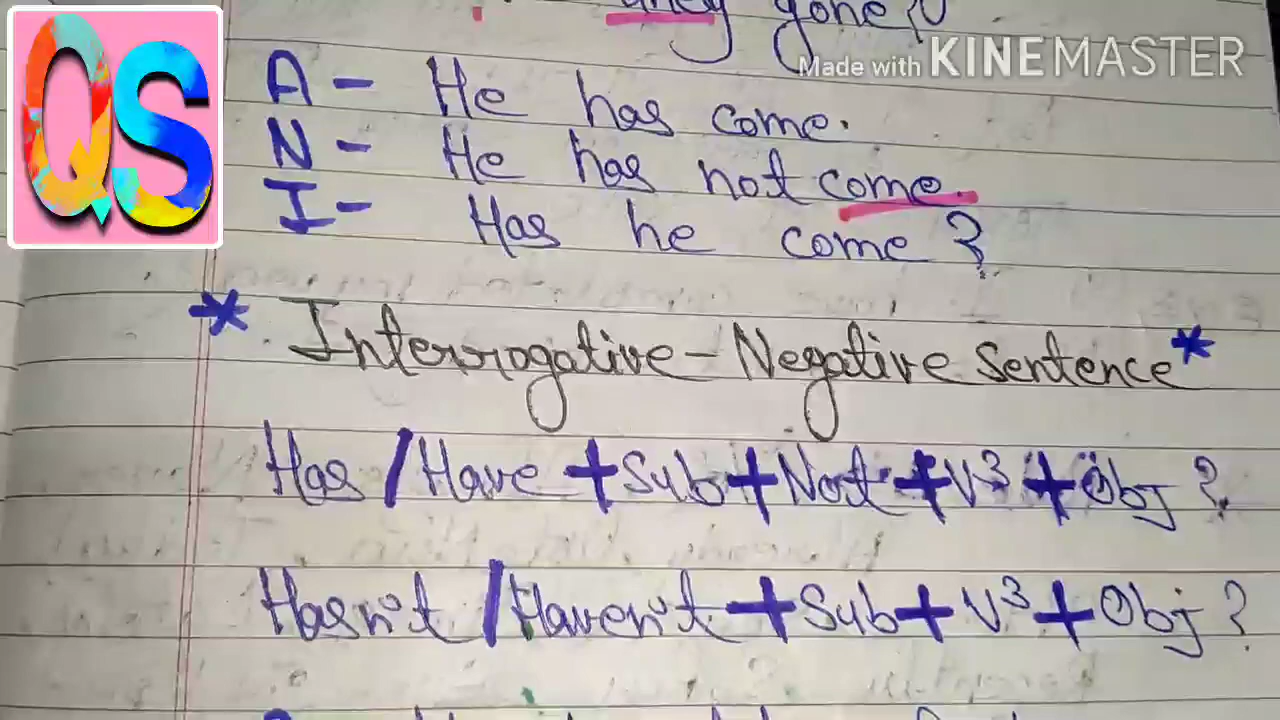 they gone?
Made with KINEMASTER
QS
A - He has come.
N - He has not come.
I - Has he come?
* Interrogative - Negative Sentence *
Has / Have + Sub + Not + V3 + Obj ?
Hasn't / Haven't + Sub + V3 + Obj ?